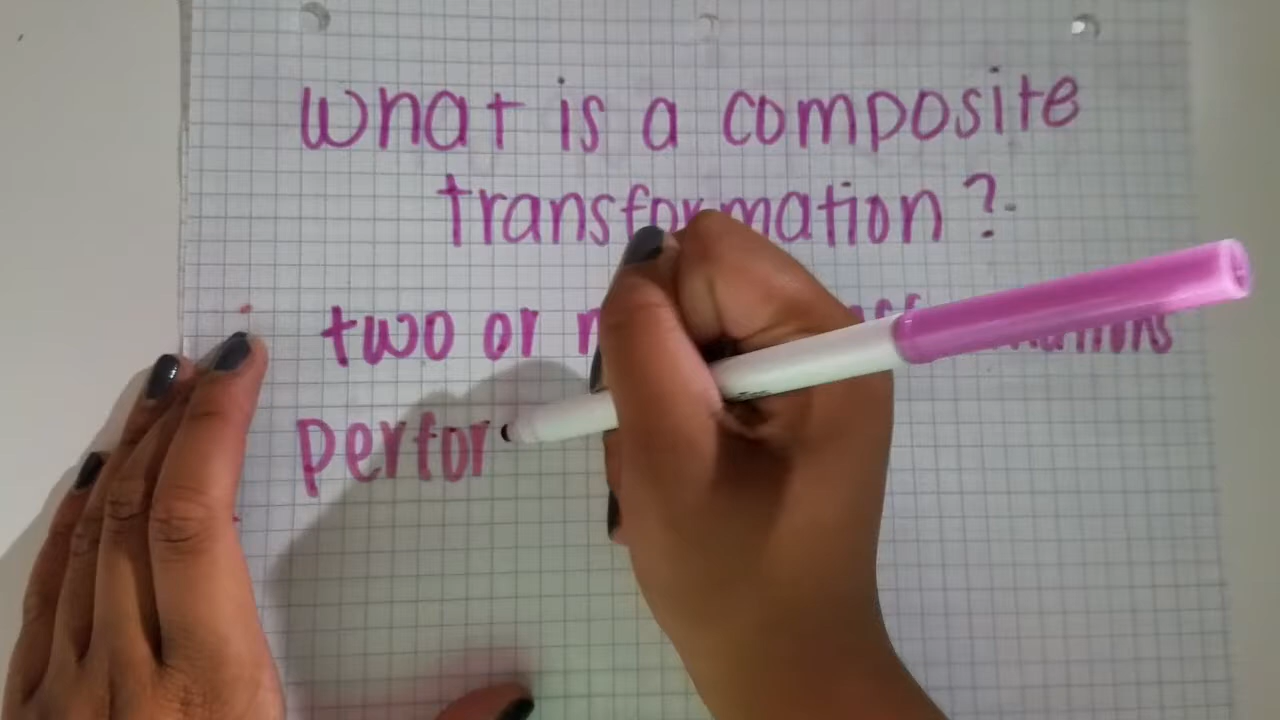 What is a composite
transformation?
two or
perfor